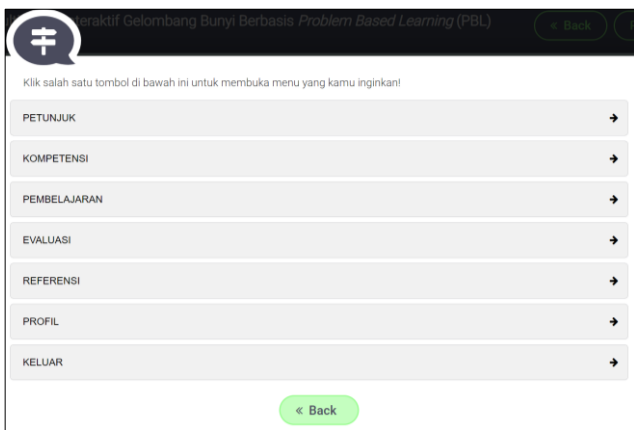 teraktif Gelombang Bunyi Berbasis Problem Based Learning (PBL)
« Back
Klik salah satu tombol di bawah ini untuk membuka menu yang kamu inginkan!
PETUNJUK
KOMPETENSI
PEMBELAJARAN
EVALUASI
REFERENSI
PROFIL
KELUAR
« Back